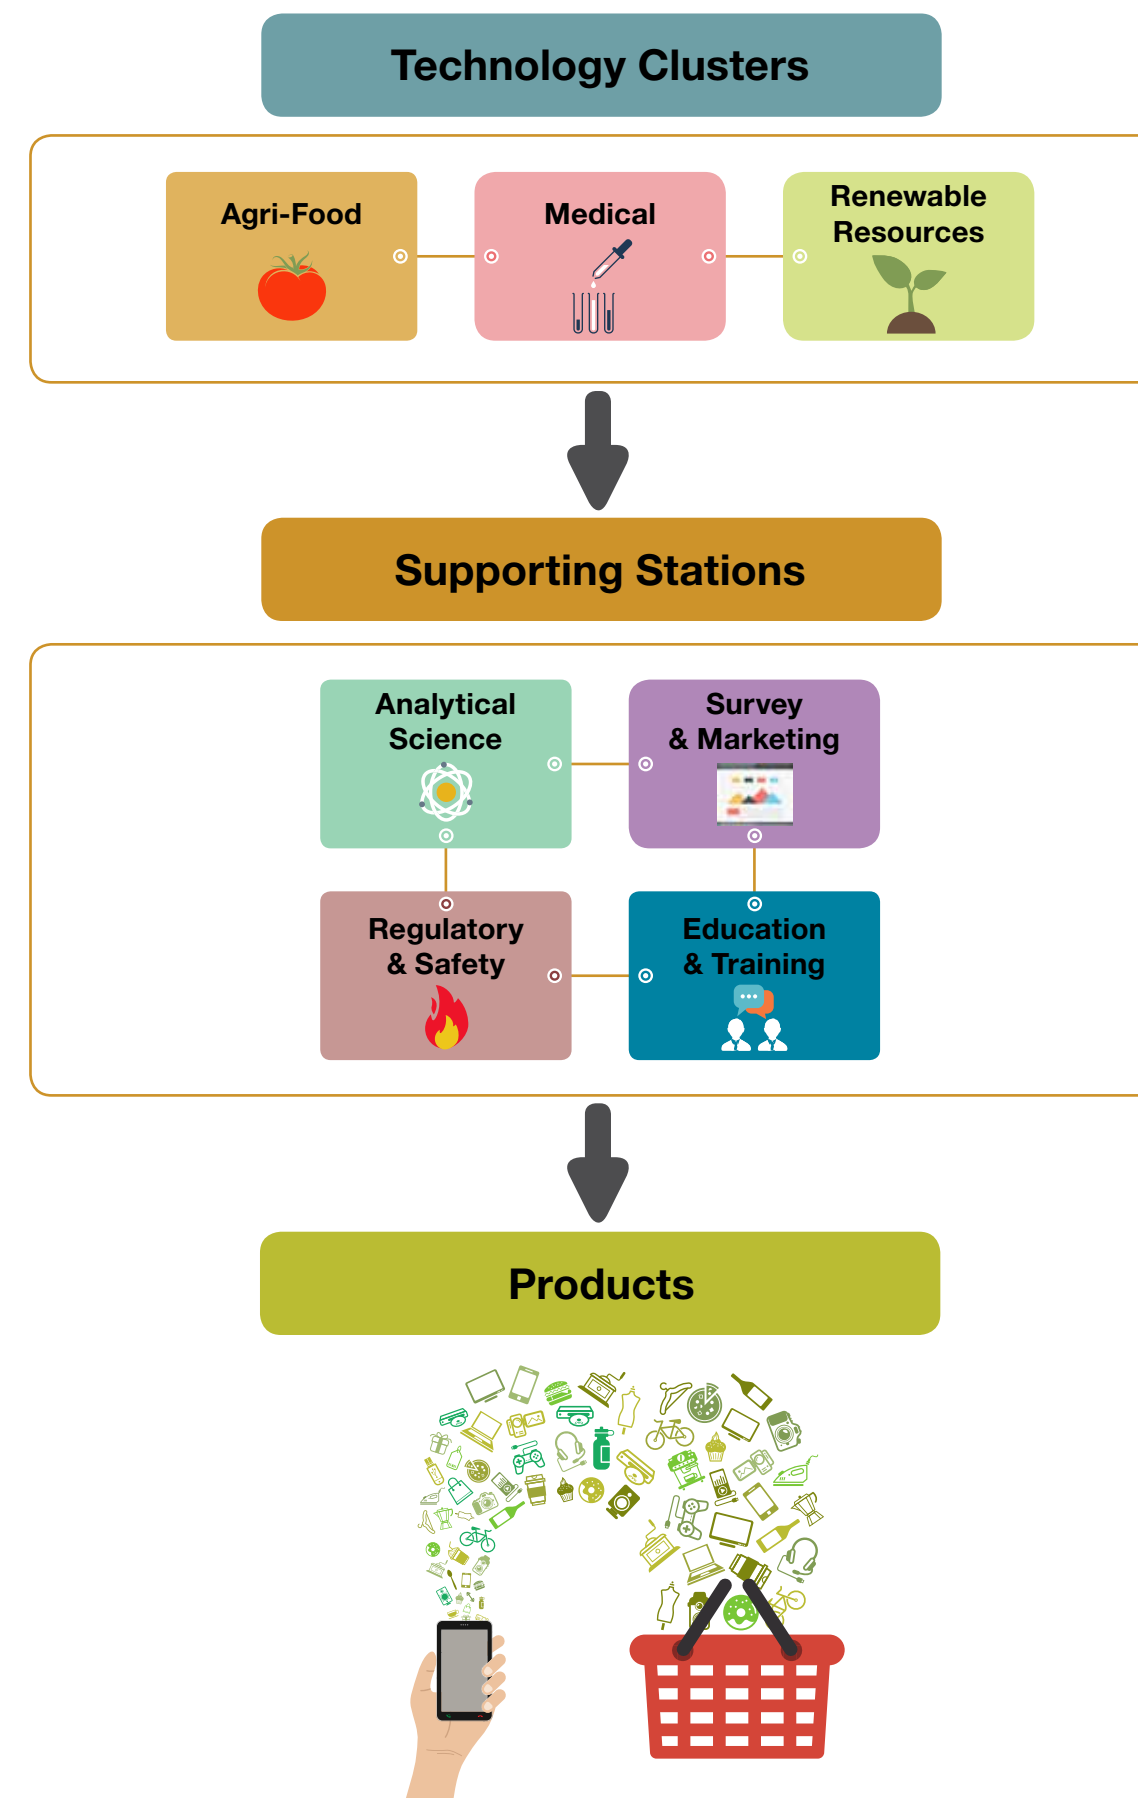 Technology Clusters
Agri-Food
Medical
Renewable
Resources
Supporting Stations
Analytical
Science
Survey
& Marketing
Regulatory
& Safety
Education
& Training
Products